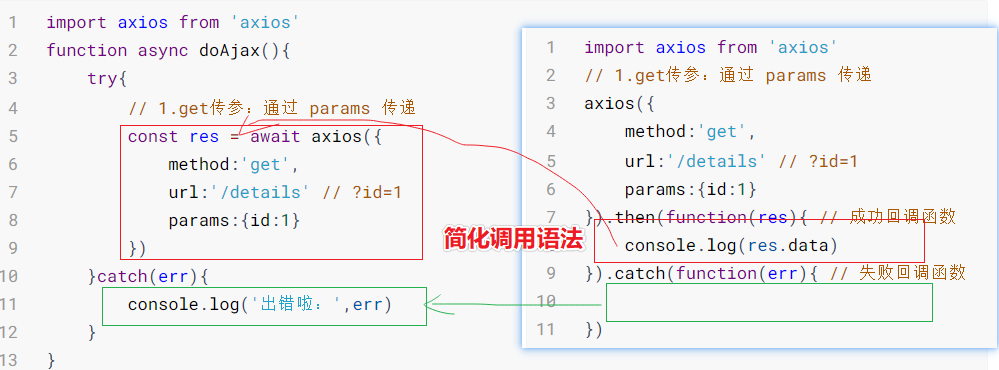 1 import axios from 'axios'
2 function async doAjax(){
3 try{
4 // 1.get传参：通过 params 传递
5 const res = await axios({
6 method:'get',
7 url:'/details' // ?id=1
8 params:{id:1}
9 })
10 }catch(err){
11 console.log('出错啦：',err)
12 }
13 }
简化调用语法
1 import axios from 'axios'
2 // 1.get传参：通过 params 传递
3 axios({
4 method:'get',
5 url:'/details' // ?id=1
6 params:{id:1}
7 }).then(function(res){ // 成功回调函数
8 console.log(res.data)
9 }).catch(function(err){ // 失败回调函数
10
11 })